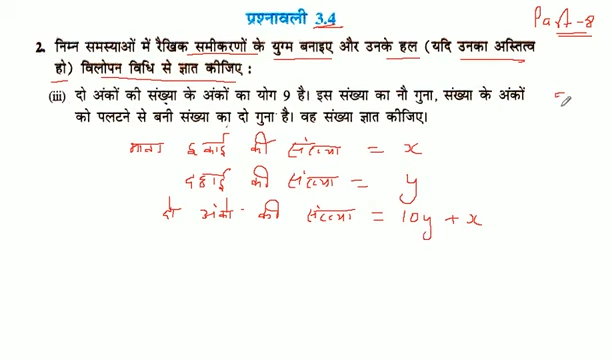 प्रश्नावली 3.4
Part-8
2. निम्न समस्याओं में रैखिक समीकरणों के युग्म बनाइए और उनके हल (यदि उनका अस्तित्व
हो) विलोपन विधि से ज्ञात कीजिए :
(iii) दो अंकों की संख्या के अंकों का योग 9 है। इस संख्या का नौ गुना, संख्या के अंकों
को पलटने से बनी संख्या का दो गुना है। वह संख्या ज्ञात कीजिए।
माना इकाई की संख्या = x
दहाई की संख्या = y
दो अंको की संख्या = 10y + x